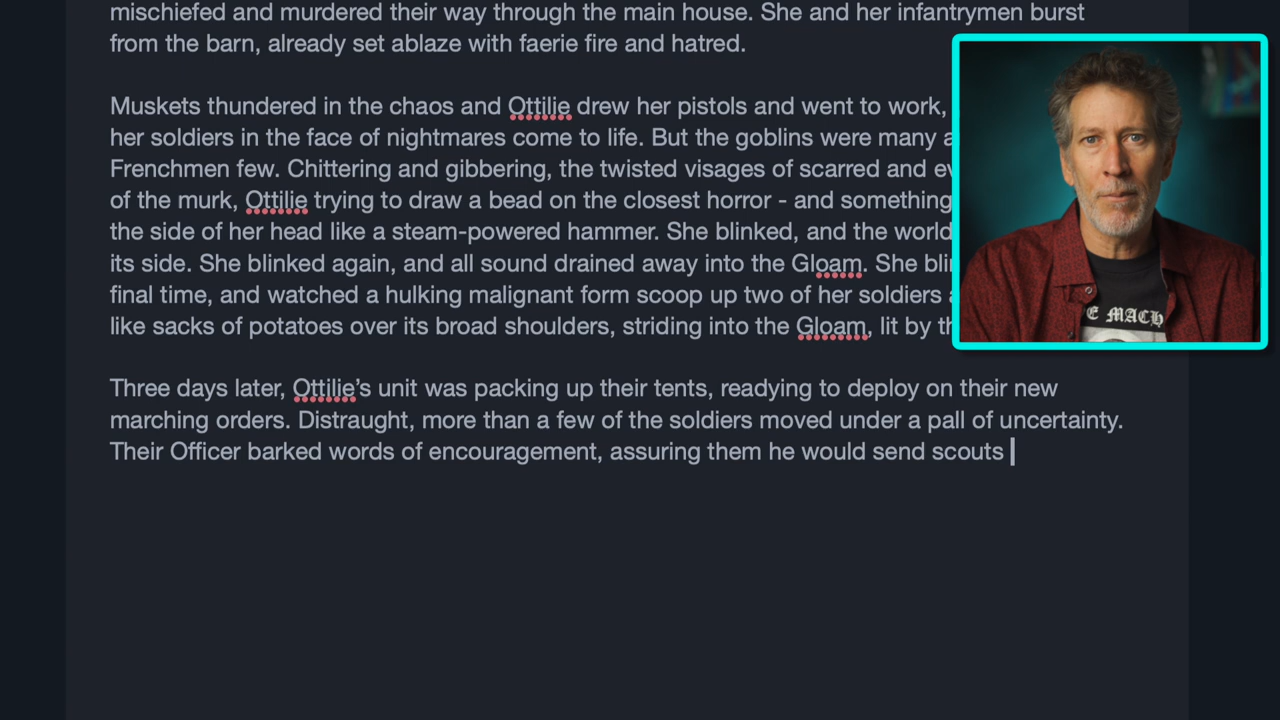 mischiefed and murdered their way through the main house. She and her infantrymen burst
from the barn, already set ablaze with faerie fire and hatred.
Muskets thundered in the chaos and Ottilie drew her pistols and went to work,
her soldiers in the face of nightmares come to life. But the goblins were many
Frenchmen few. Chittering and gibbering, the twisted visages of scarred and
of the murk, Ottilie trying to draw a bead on the closest horror - and something
the side of her head like a steam-powered hammer. She blinked, and the world
its side. She blinked again, and all sound drained away into the Gloam. She
final time, and watched a hulking malignant form scoop up two of her soldiers
like sacks of potatoes over its broad shoulders, striding into the Gloam, lit by
Three days later, Ottilie’s unit was packing up their tents, readying to deploy on their new
marching orders. Distraught, more than a few of the soldiers moved under a pall of uncertainty.
Their Officer barked words of encouragement, assuring them he would send scouts
E MACH